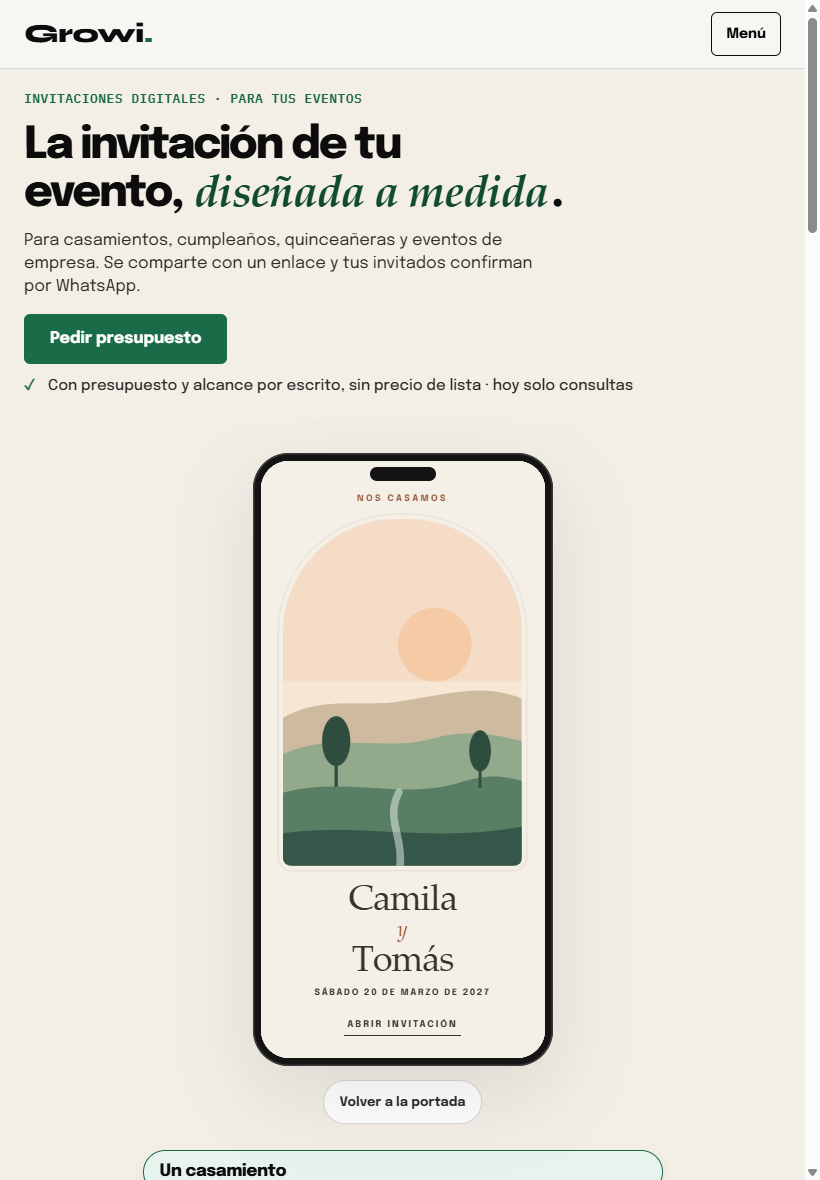 Growi.
Menú
INVITACIONES DIGITALES · PARA TUS EVENTOS
La invitación de tu
evento, diseñada a medida.
Para casamientos, cumpleaños, quinceañeras y eventos de
empresa. Se comparte con un enlace y tus invitados confirman
por WhatsApp.
Pedir presupuesto
✓ Con presupuesto y alcance por escrito, sin precio de lista · hoy solo consultas
NOS CASAMOS
Camila
y
Tomás
SÁBADO 20 DE MARZO DE 2027
ABRIR INVITACIÓN
Volver a la portada
Un casamiento